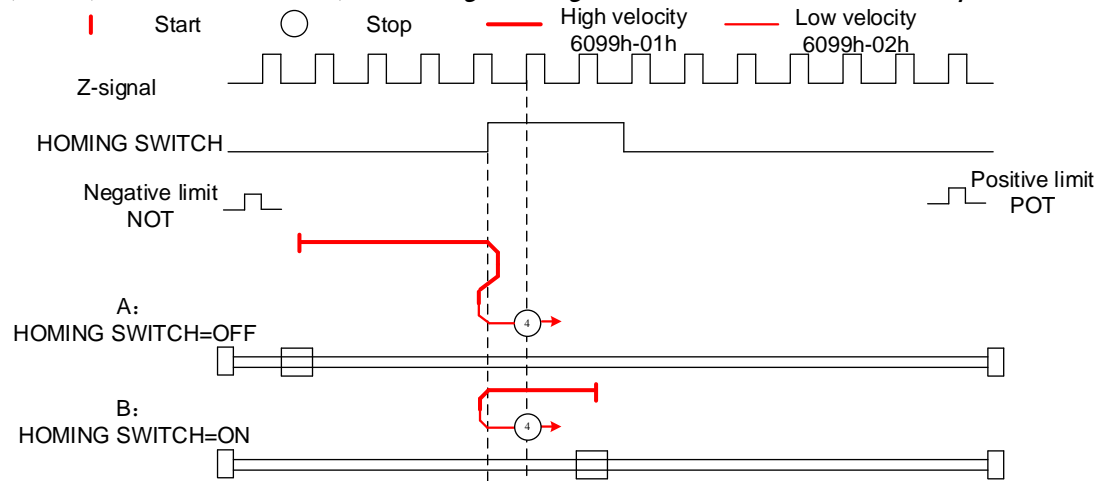 Start
Stop
High velocity
6099h-01h
Low velocity
6099h-02h
Z-signal
HOMING SWITCH
Negative limit
NOT
Positive limit
POT
A：
HOMING SWITCH=OFF
4
B：
HOMING SWITCH=ON
4